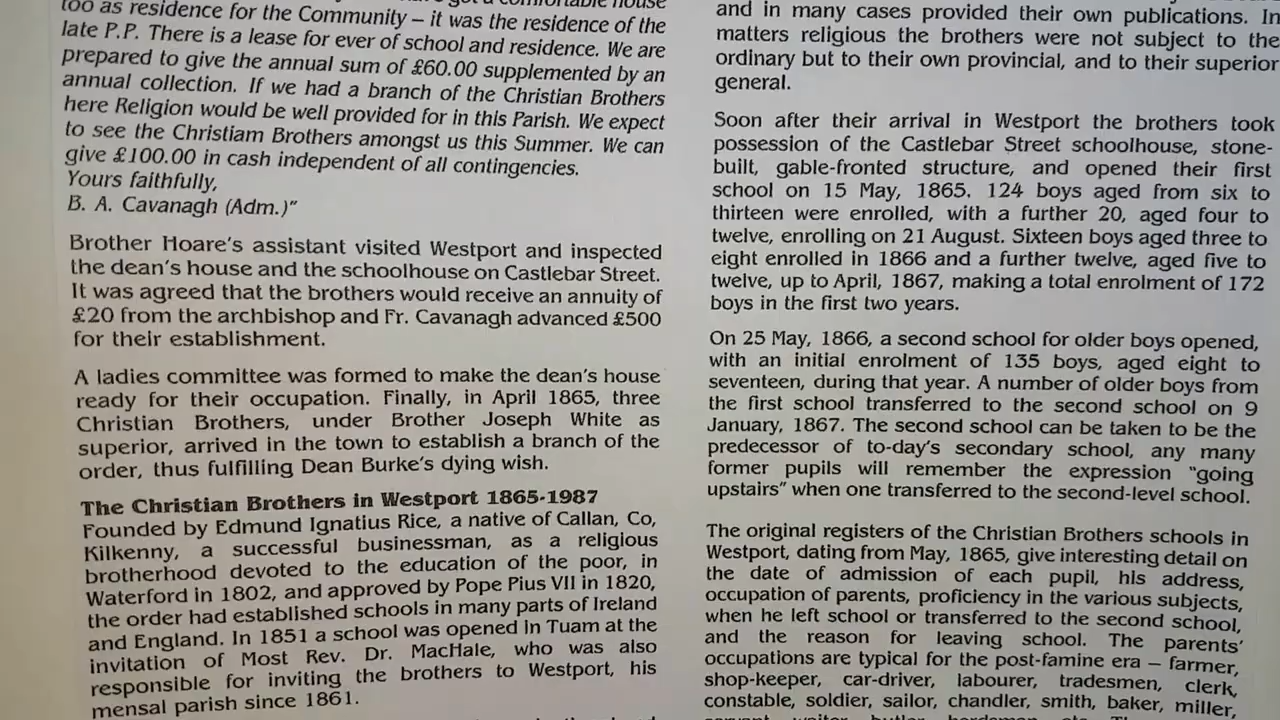 too as residence for the Community – it was the residence of the
late P.P. There is a lease for ever of school and residence. We are
prepared to give the annual sum of £60.00 supplemented by an
annual collection. If we had a branch of the Christian Brothers
here Religion would be well provided for in this Parish. We expect
to see the Christiam Brothers amongst us this Summer. We can
give £100.00 in cash independent of all contingencies.
Yours faithfully,
B. A. Cavanagh (Adm.)”
Brother Hoare’s assistant visited Westport and inspected
the dean’s house and the schoolhouse on Castlebar Street.
It was agreed that the brothers would receive an annuity of
£20 from the archbishop and Fr. Cavanagh advanced £500
for their establishment.
A ladies committee was formed to make the dean’s house
ready for their occupation. Finally, in April 1865, three
Christian Brothers, under Brother Joseph White as
superior, arrived in the town to establish a branch of the
order, thus fulfilling Dean Burke’s dying wish.
The Christian Brothers in Westport 1865-1987
Founded by Edmund Ignatius Rice, a native of Callan, Co,
Kilkenny, a successful businessman, as a religious
brotherhood devoted to the education of the poor, in
Waterford in 1802, and approved by Pope Pius VII in 1820,
the order had established schools in many parts of Ireland
and England. In 1851 a school was opened in Tuam at the
invitation of Most Rev. Dr. MacHale, who was also
responsible for inviting the brothers to Westport, his
mensal parish since 1861.
and in many cases provided their own publications. In
matters religious the brothers were not subject to the
ordinary but to their own provincial, and to their superior
general.
Soon after their arrival in Westport the brothers took
possession of the Castlebar Street schoolhouse, stone-
built, gable-fronted structure, and opened their first
school on 15 May, 1865. 124 boys aged from six to
thirteen were enrolled, with a further 20, aged four to
twelve, enrolling on 21 August. Sixteen boys aged three to
eight enrolled in 1866 and a further twelve, aged five to
twelve, up to April, 1867, making a total enrolment of 172
boys in the first two years.
On 25 May, 1866, a second school for older boys opened,
with an initial enrolment of 135 boys, aged eight to
seventeen, during that year. A number of older boys from
the first school transferred to the second school on 9
January, 1867. The second school can be taken to be the
predecessor of to-day’s secondary school, any many
former pupils will remember the expression “going
upstairs” when one transferred to the second-level school.
The original registers of the Christian Brothers schools in
Westport, dating from May, 1865, give interesting detail on
the date of admission of each pupil, his address,
occupation of parents, proficiency in the various subjects,
when he left school or transferred to the second school,
and the reason for leaving school. The parents’
occupations are typical for the post-famine era – farmer,
shop-keeper, car-driver, labourer, tradesmen, clerk,
constable, soldier, sailor, chandler, smith, baker, miller,